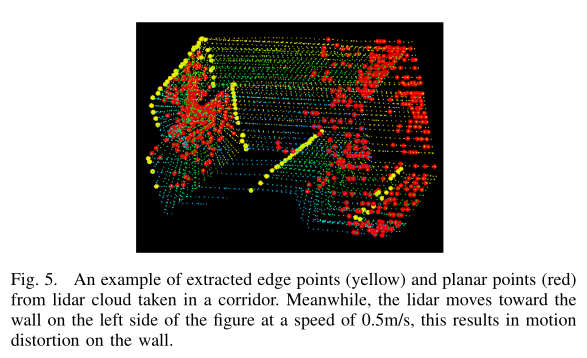 Fig. 5. An example of extracted edge points (yellow) and planar points (red)
from lidar cloud taken in a corridor. Meanwhile, the lidar moves toward the
wall on the left side of the figure at a speed of 0.5m/s, this results in motion
distortion on the wall.